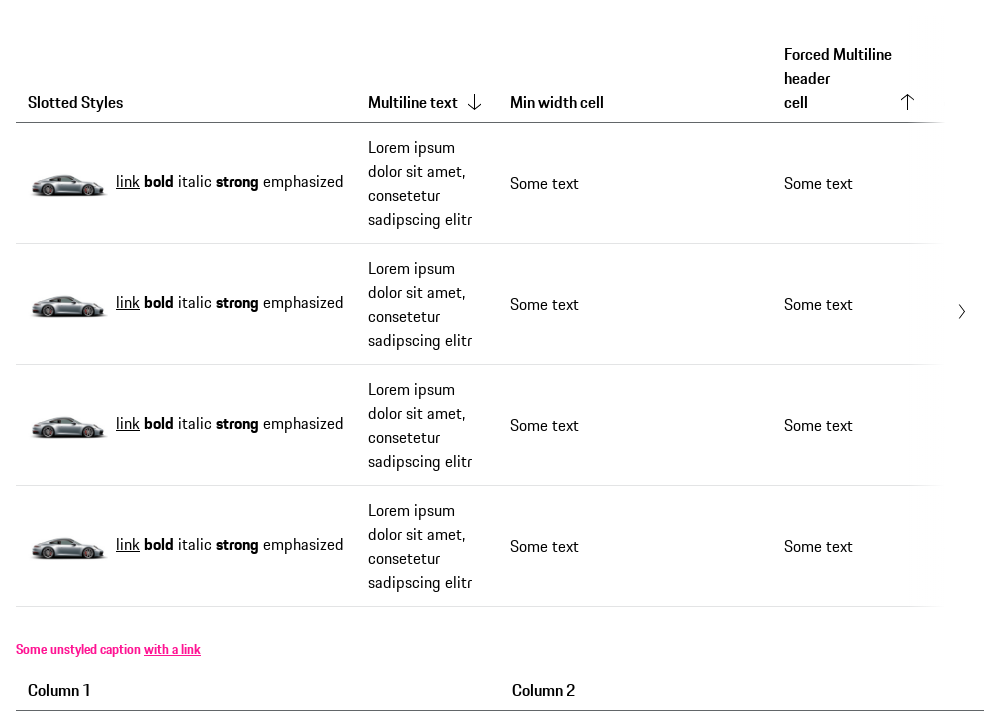 Slotted Styles
Multiline text
Min width cell
Forced Multiline
header
cell
link bold italic strong emphasized
Lorem ipsum
dolor sit amet,
consetetur
sadipscing elitr
Some text
Some text
link bold italic strong emphasized
Lorem ipsum
dolor sit amet,
consetetur
sadipscing elitr
Some text
Some text
link bold italic strong emphasized
Lorem ipsum
dolor sit amet,
consetetur
sadipscing elitr
Some text
Some text
link bold italic strong emphasized
Lorem ipsum
dolor sit amet,
consetetur
sadipscing elitr
Some text
Some text
Some unstyled caption with a link
Column 1
Column 2